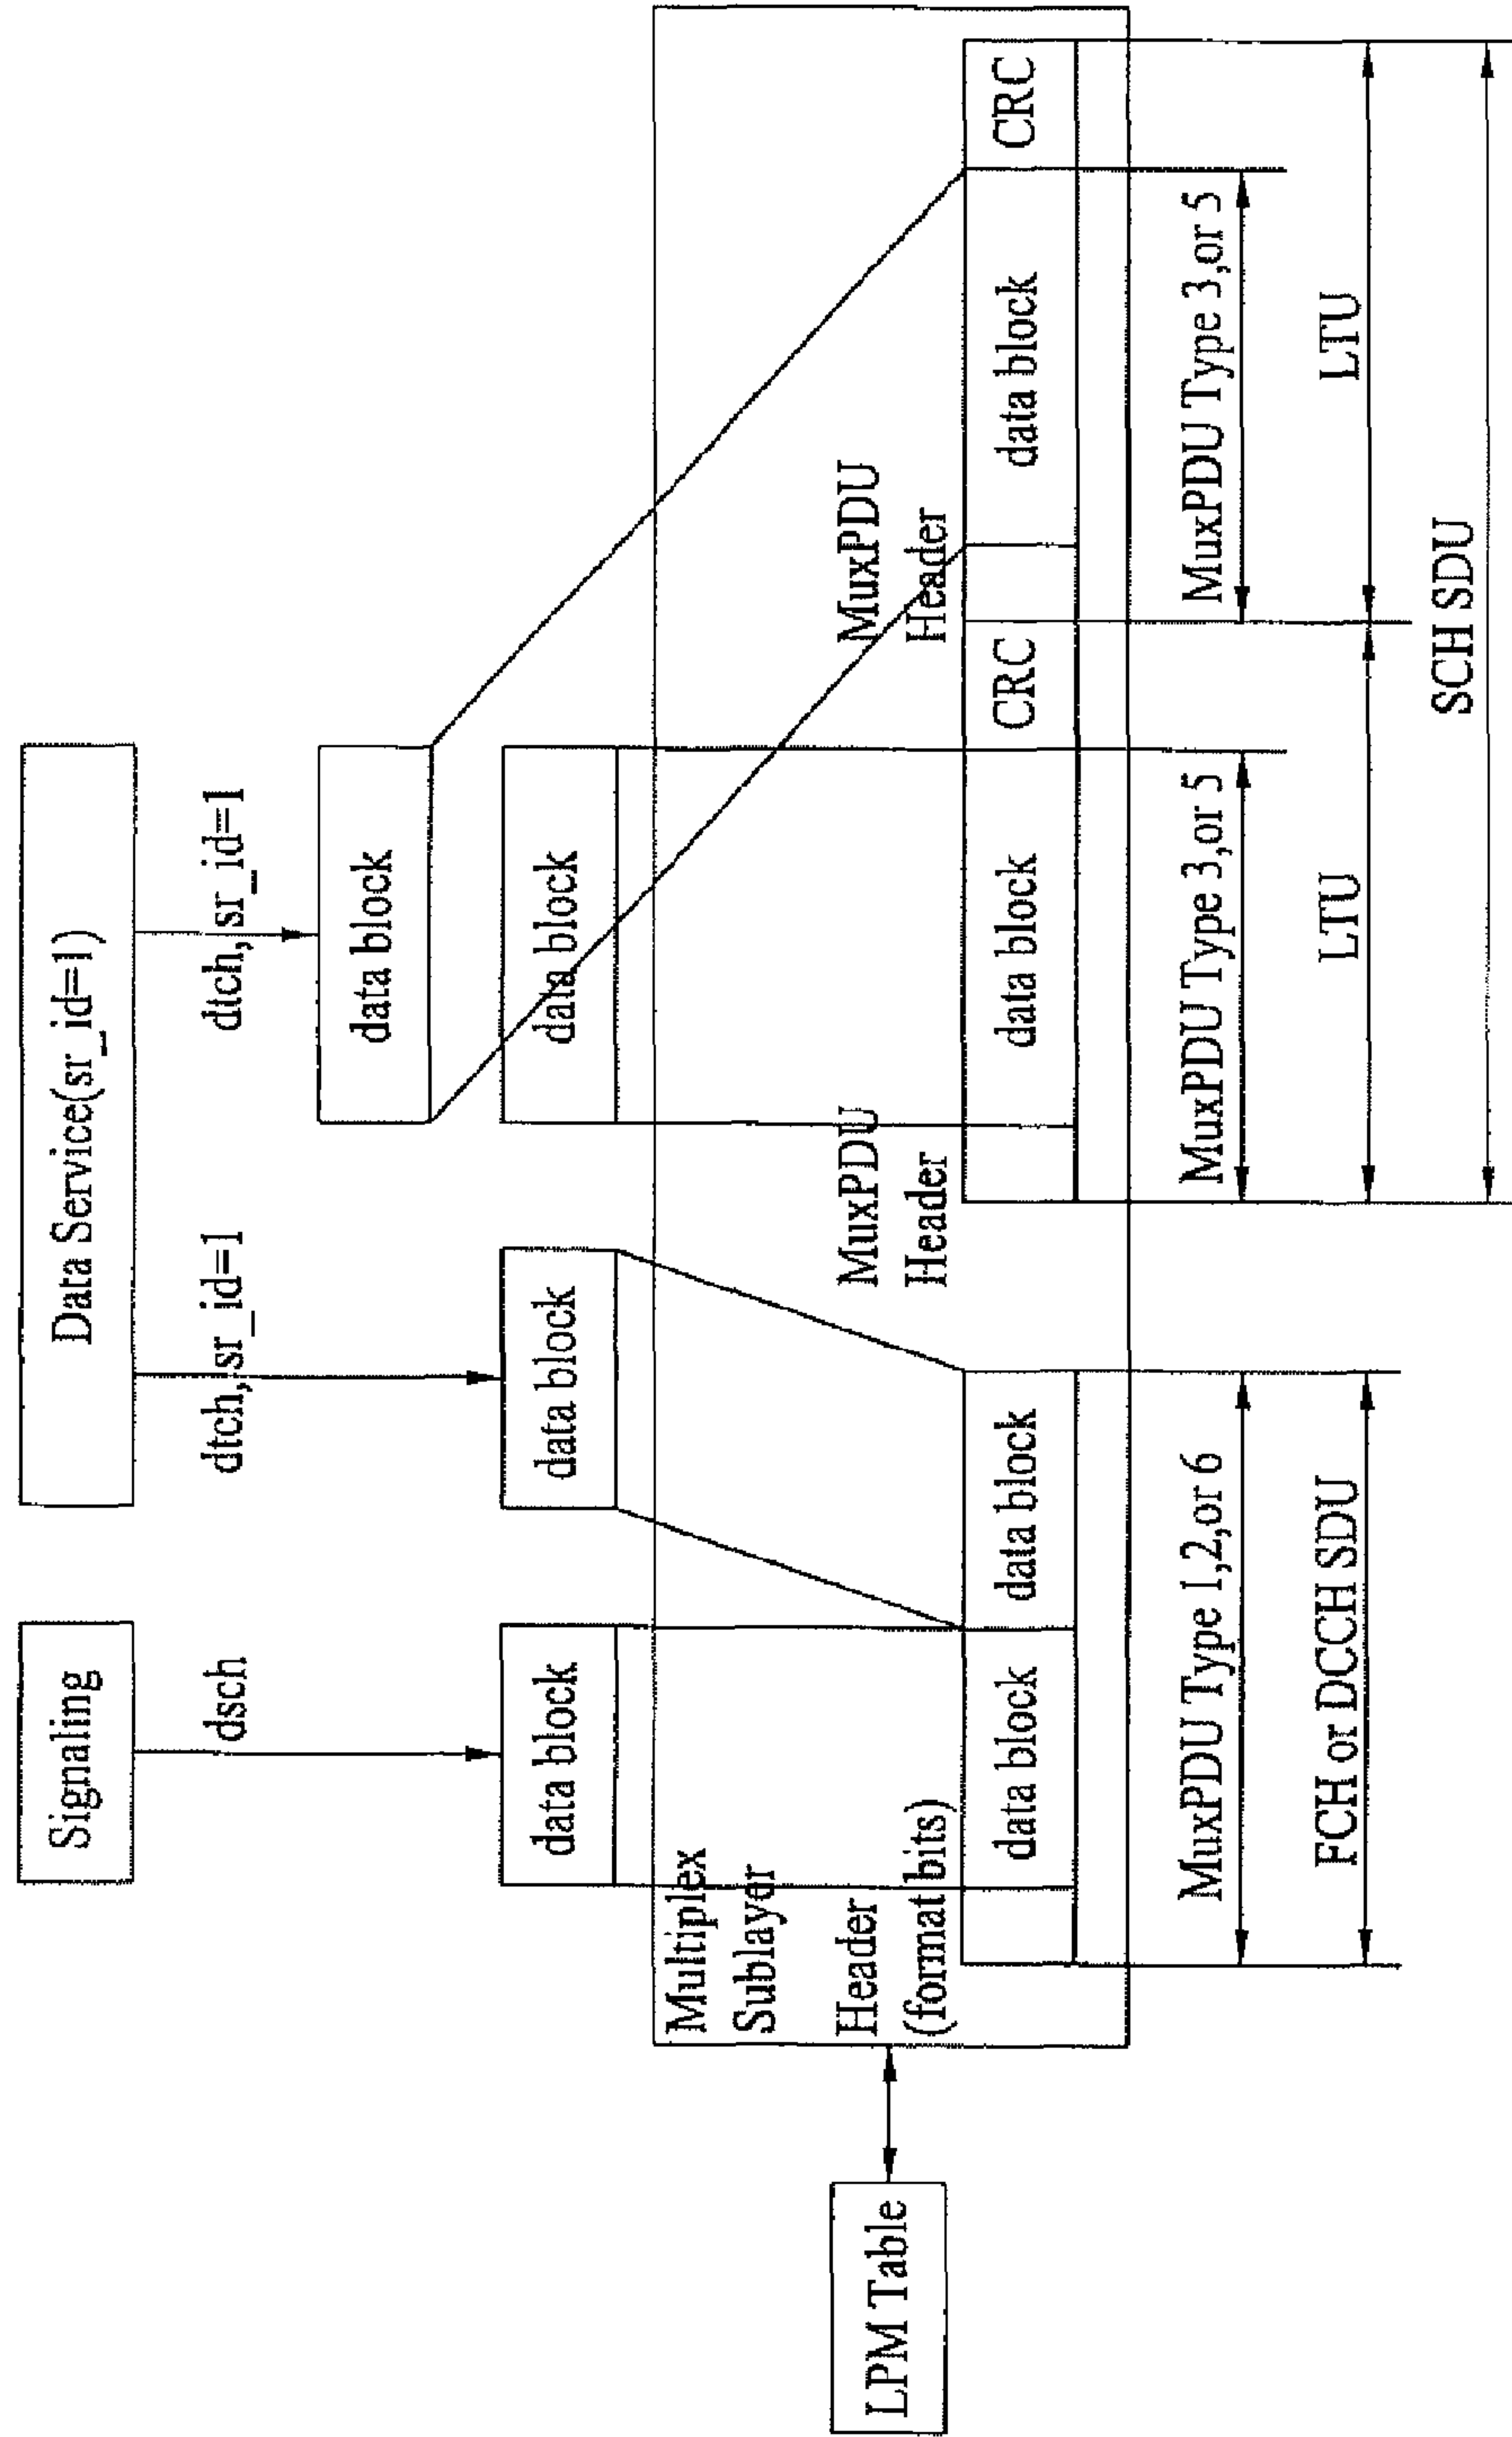 Signaling
Data Service(sr_id=1)
dsch
dtch,sr_id=1
dtch, sr_id=1
data block
data block
data block
data block
LPM Table
Multiplex
Sublayer
Header
(format bits)
MuxPDU
Header
MuxPDU
Header
data block
data block
data block
CRC
data block
CRC
MuxPDU Type 1,2,or 6
MuxPDU Type 3,or 5
MuxPDU Type 3,or 5
FCH or DCCH SDU
LTU
LTU
SCH SDU